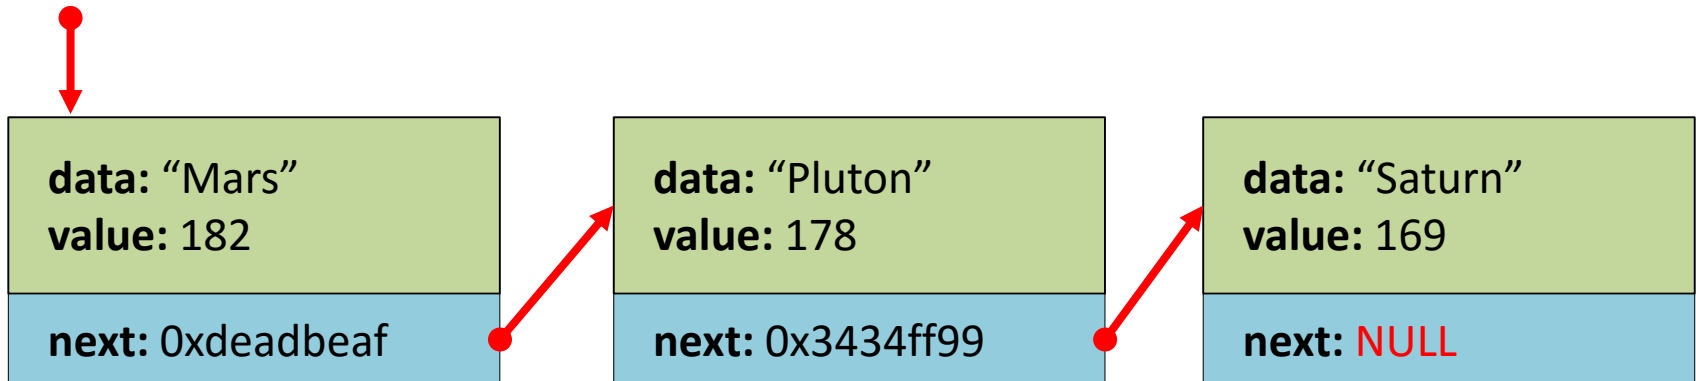 data: “Mars”
value: 182
next: 0xdeadbeaf
data: “Pluton”
value: 178
next: 0x3434ff99
data: “Saturn”
value: 169
next: NULL